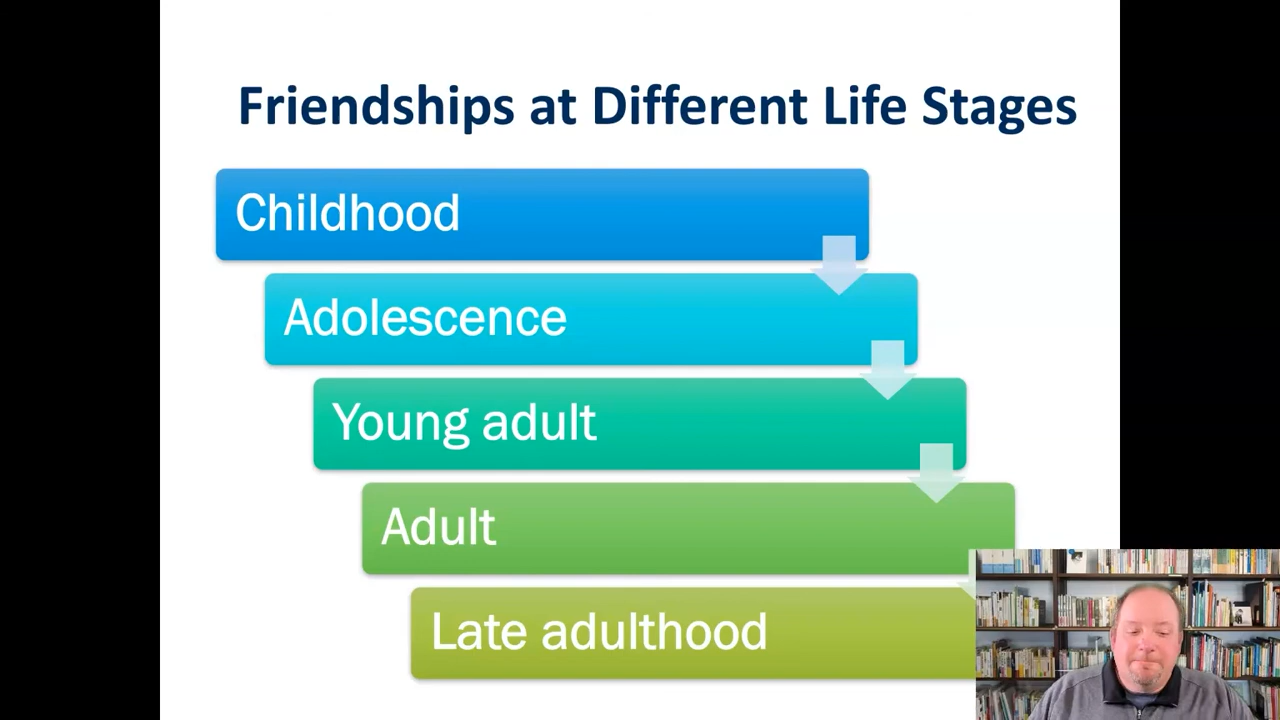 Friendships at Different Life Stages
Childhood
Adolescence
Young adult
Adult
Late adulthood